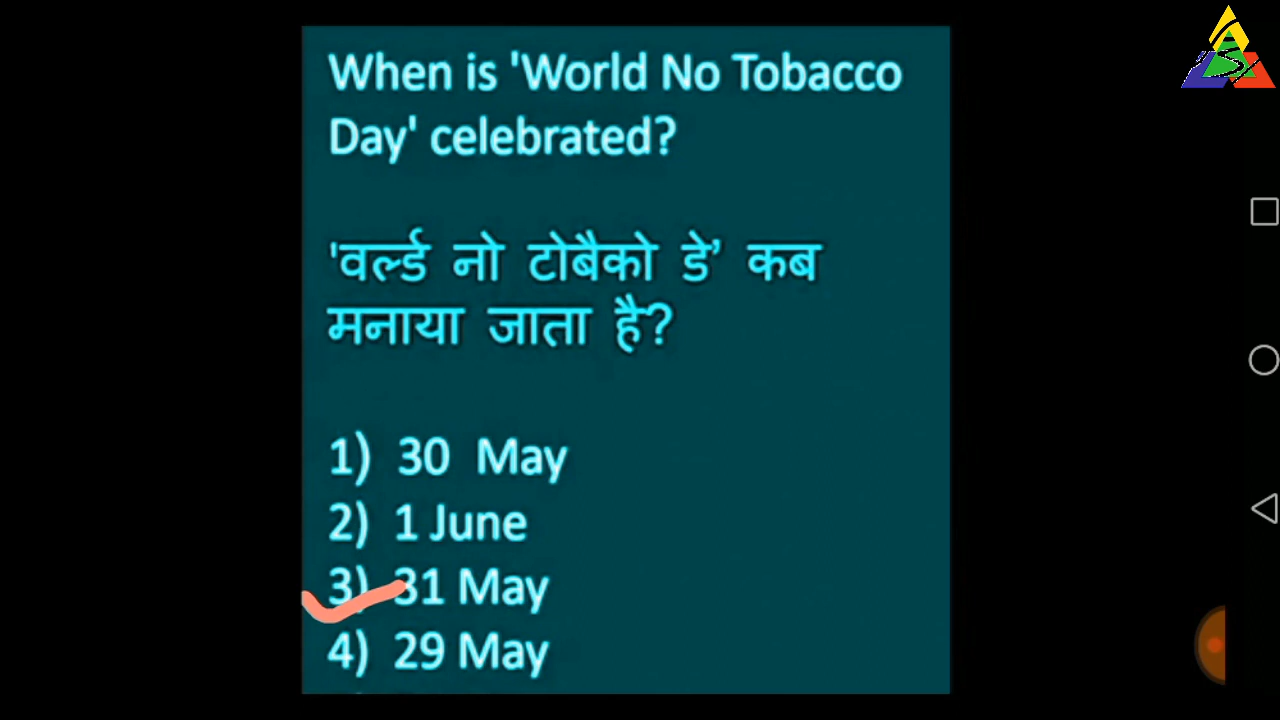 When is 'World No Tobacco
Day' celebrated?
'वर्ल्ड नो टोबैको डे’ कब
मनाया जाता है?
1) 30 May
2) 1 June
3) 31 May
4) 29 May